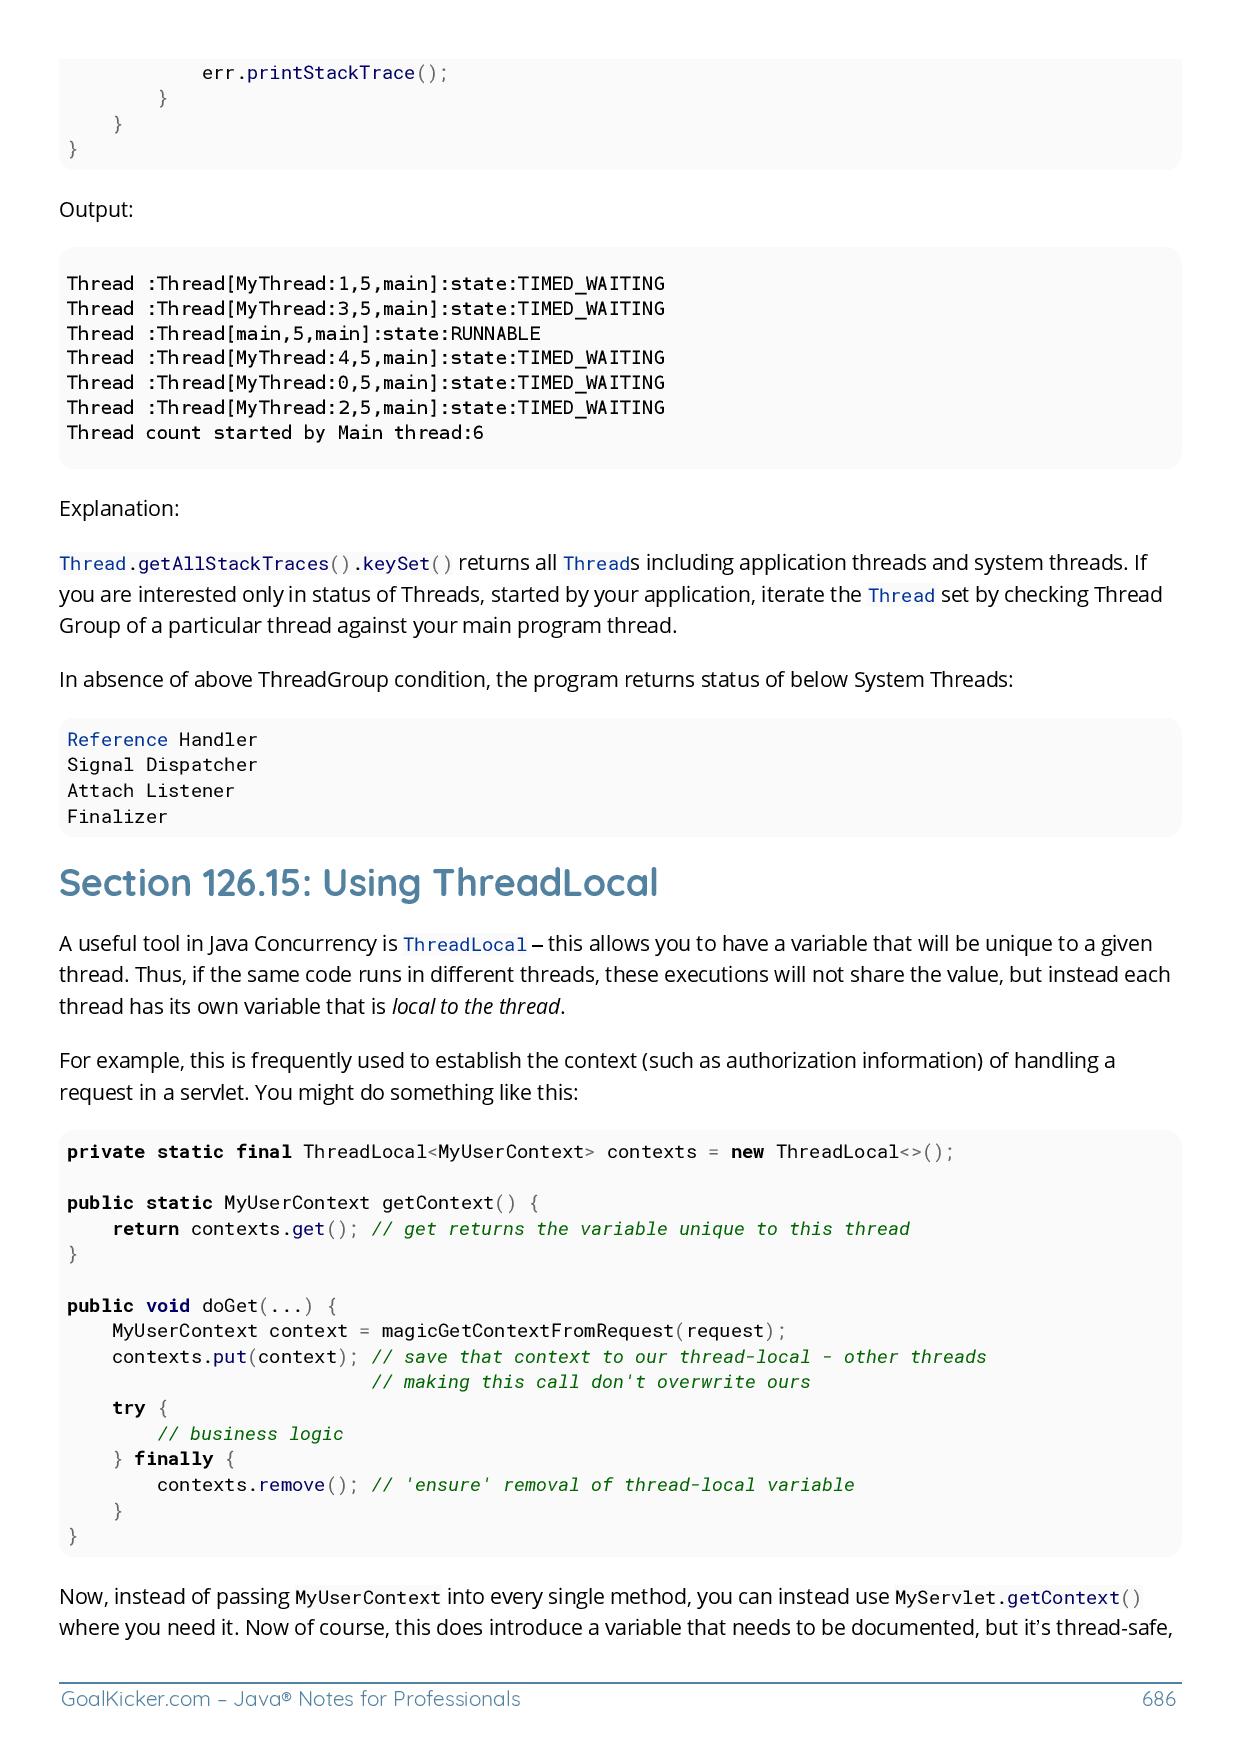 err.printStackTrace();
        }
    }
}
Output:
Thread :Thread[MyThread:1,5,main]:state:TIMED_WAITING
Thread :Thread[MyThread:3,5,main]:state:TIMED_WAITING
Thread :Thread[main,5,main]:state:RUNNABLE
Thread :Thread[MyThread:4,5,main]:state:TIMED_WAITING
Thread :Thread[MyThread:0,5,main]:state:TIMED_WAITING
Thread :Thread[MyThread:2,5,main]:state:TIMED_WAITING
Thread count started by Main thread:6
Explanation:
Thread.getAllStackTraces().keySet() returns all Threads including application threads and system threads. If
you are interested only in status of Threads, started by your application, iterate the Thread set by checking Thread
Group of a particular thread against your main program thread.
In absence of above ThreadGroup condition, the program returns status of below System Threads:
Reference Handler
Signal Dispatcher
Attach Listener
Finalizer
Section 126.15: Using ThreadLocal
A useful tool in Java Concurrency is ThreadLocal – this allows you to have a variable that will be unique to a given
thread. Thus, if the same code runs in different threads, these executions will not share the value, but instead each
thread has its own variable that is local to the thread.
For example, this is frequently used to establish the context (such as authorization information) of handling a
request in a servlet. You might do something like this:
private static final ThreadLocal<MyUserContext> contexts = new ThreadLocal<>();
public static MyUserContext getContext() {
    return contexts.get(); // get returns the variable unique to this thread
}
public void doGet(...) {
    MyUserContext context = magicGetContextFromRequest(request);
    contexts.put(context); // save that context to our thread-local - other threads
                           // making this call don't overwrite ours
    try {
        // business logic
    } finally {
        contexts.remove(); // 'ensure' removal of thread-local variable
    }
}
Now, instead of passing MyUserContext into every single method, you can instead use MyServlet.getContext()
where you need it. Now of course, this does introduce a variable that needs to be documented, but it’s thread-safe,
GoalKicker.com – Java® Notes for Professionals 686